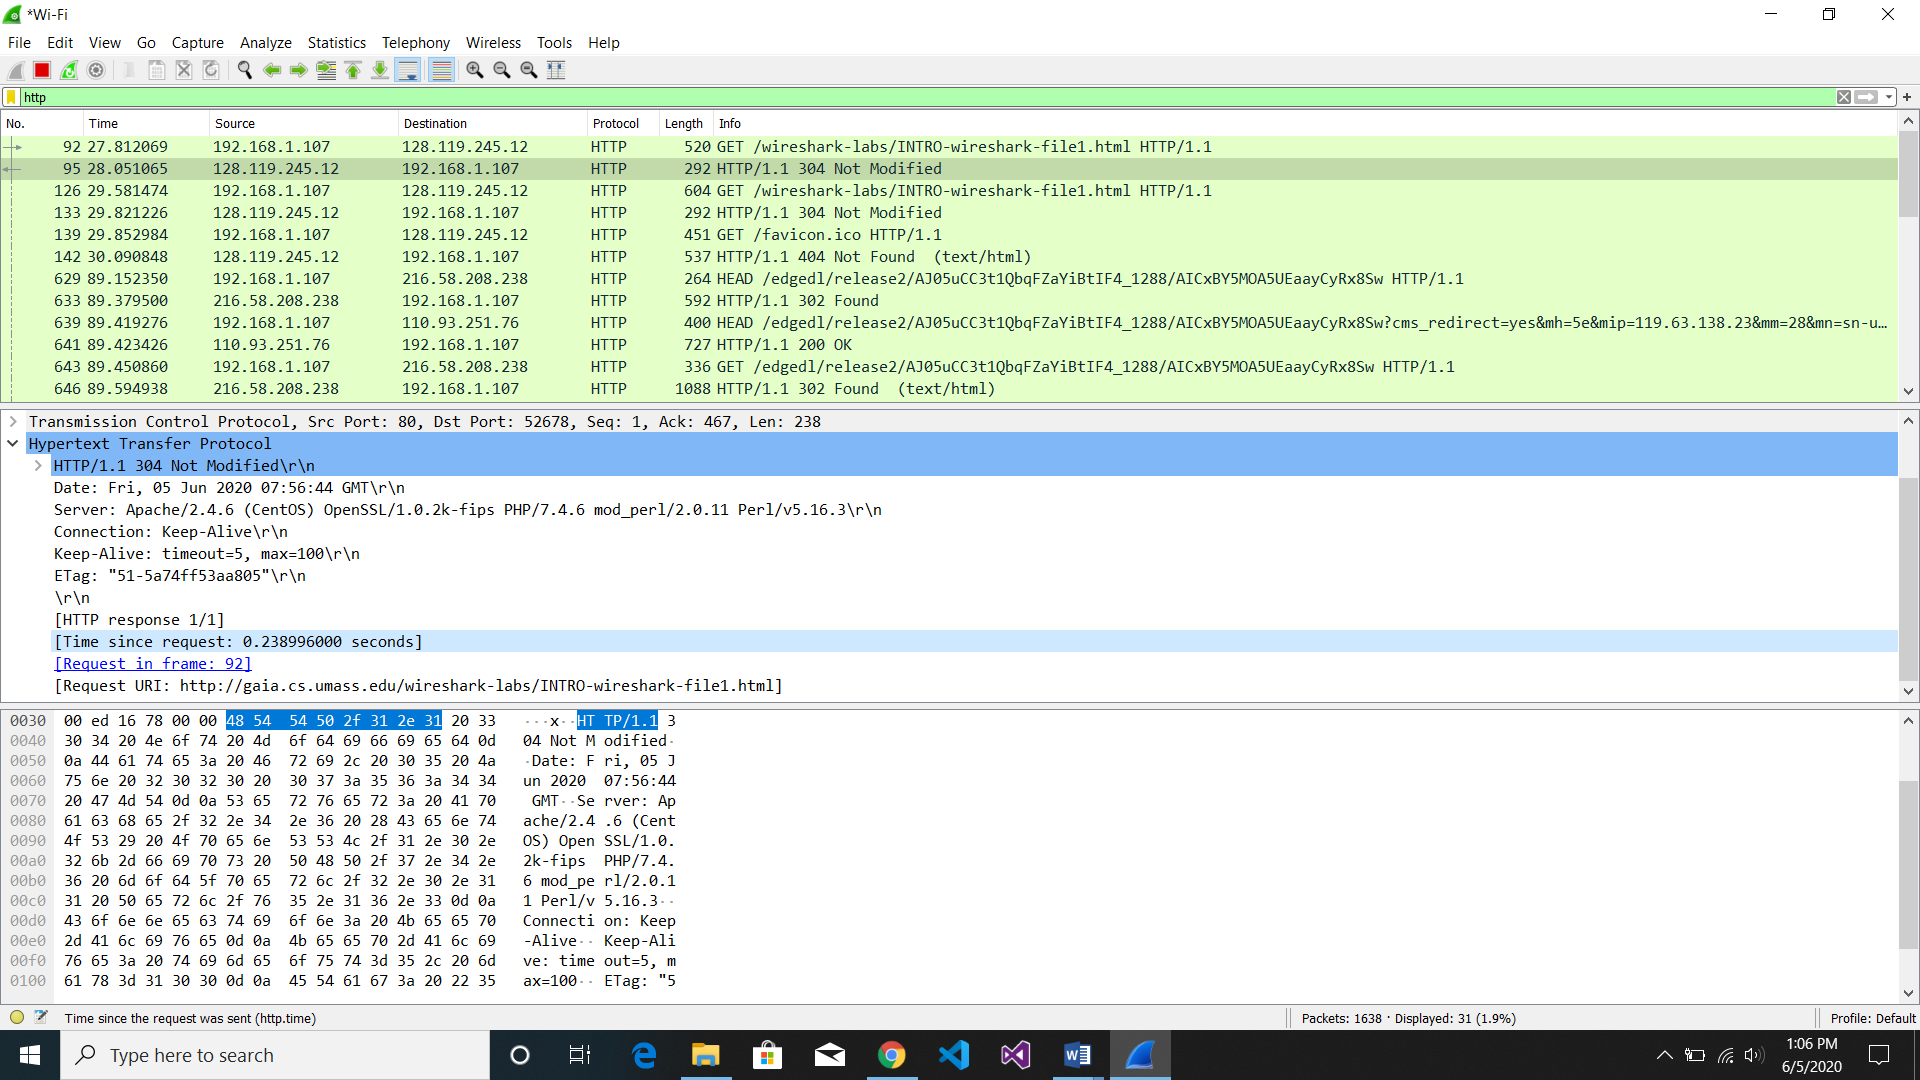 *Wi-Fi
File Edit View Go Capture Analyze Statistics Telephony Wireless Tools Help
http
No. Time Source Destination Protocol Length Info
92 27.812069 192.168.1.107 128.119.245.12 HTTP 520 GET /wireshark-labs/INTRO-wireshark-file1.html HTTP/1.1
95 28.051065 128.119.245.12 192.168.1.107 HTTP 292 HTTP/1.1 304 Not Modified
126 29.581474 192.168.1.107 128.119.245.12 HTTP 604 GET /wireshark-labs/INTRO-wireshark-file1.html HTTP/1.1
133 29.821226 128.119.245.12 192.168.1.107 HTTP 292 HTTP/1.1 304 Not Modified
139 29.852984 192.168.1.107 128.119.245.12 HTTP 451 GET /favicon.ico HTTP/1.1
142 30.090848 128.119.245.12 192.168.1.107 HTTP 537 HTTP/1.1 404 Not Found  (text/html)
629 89.152350 192.168.1.107 216.58.208.238 HTTP 264 HEAD /edgedl/release2/AJ05uCC3t1QbqFZaYiBtIF4_1288/AICxBY5MOA5UEaayCyRx8Sw HTTP/1.1
633 89.379500 216.58.208.238 192.168.1.107 HTTP 592 HTTP/1.1 302 Found
639 89.419276 192.168.1.107 110.93.251.76 HTTP 400 HEAD /edgedl/release2/AJ05uCC3t1QbqFZaYiBtIF4_1288/AICxBY5MOA5UEaayCyRx8Sw?cms_redirect=yes&mh=5e&mip=119.63.138.23&mm=28&mn=sn-u…
641 89.423426 110.93.251.76 192.168.1.107 HTTP 727 HTTP/1.1 200 OK
643 89.450860 192.168.1.107 216.58.208.238 HTTP 336 GET /edgedl/release2/AJ05uCC3t1QbqFZaYiBtIF4_1288/AICxBY5MOA5UEaayCyRx8Sw HTTP/1.1
646 89.594938 216.58.208.238 192.168.1.107 HTTP 1088 HTTP/1.1 302 Found  (text/html)
Transmission Control Protocol, Src Port: 80, Dst Port: 52678, Seq: 1, Ack: 467, Len: 238
Hypertext Transfer Protocol
HTTP/1.1 304 Not Modified\r\n
Date: Fri, 05 Jun 2020 07:56:44 GMT\r\n
Server: Apache/2.4.6 (CentOS) OpenSSL/1.0.2k-fips PHP/7.4.6 mod_perl/2.0.11 Perl/v5.16.3\r\n
Connection: Keep-Alive\r\n
Keep-Alive: timeout=5, max=100\r\n
ETag: "51-5a74ff53aa805"\r\n
\r\n
[HTTP response 1/1]
[Time since request: 0.238996000 seconds]
[Request in frame: 92]
[Request URI: http://gaia.cs.umass.edu/wireshark-labs/INTRO-wireshark-file1.html]
0030 00 ed 16 78 00 00 48 54 54 50 2f 31 2e 31 20 33 ···x··HT TP/1.1 3
0040 30 34 20 4e 6f 74 20 4d 6f 64 69 66 69 65 64 0d 04 Not M odified·
0050 0a 44 61 74 65 3a 20 46 72 69 2c 20 30 35 20 4a ·Date: F ri, 05 J
0060 75 6e 20 32 30 32 30 20 30 37 3a 35 36 3a 34 34 un 2020 07:56:44
0070 20 47 4d 54 0d 0a 53 65 72 76 65 72 3a 20 41 70 GMT··Se rver: Ap
0080 61 63 68 65 2f 32 2e 34 2e 36 20 28 43 65 6e 74 ache/2.4 .6 (Cent
0090 4f 53 29 20 4f 70 65 6e 53 53 4c 2f 31 2e 30 2e OS) Open SSL/1.0.
00a0 32 6b 2d 66 69 70 73 20 50 48 50 2f 37 2e 34 2e 2k-fips PHP/7.4.
00b0 36 20 6d 6f 64 5f 70 65 72 6c 2f 32 2e 30 2e 31 6 mod_pe rl/2.0.1
00c0 31 20 50 65 72 6c 2f 76 35 2e 31 36 2e 33 0d 0a 1 Perl/v 5.16.3··
00d0 43 6f 6e 6e 65 63 74 69 6f 6e 3a 20 4b 65 65 70 Connecti on: Keep
00e0 2d 41 6c 69 76 65 0d 0a 4b 65 65 70 2d 41 6c 69 -Alive·· Keep-Ali
00f0 76 65 3a 20 74 69 6d 65 6f 75 74 3d 35 2c 20 6d ve: time out=5, m
0100 61 78 3d 31 30 30 0d 0a 45 54 61 67 3a 20 22 35 ax=100·· ETag: "5
Time since the request was sent (http.time) Packets: 1638 · Displayed: 31 (1.9%) Profile: Default
Type here to search
1:06 PM
6/5/2020